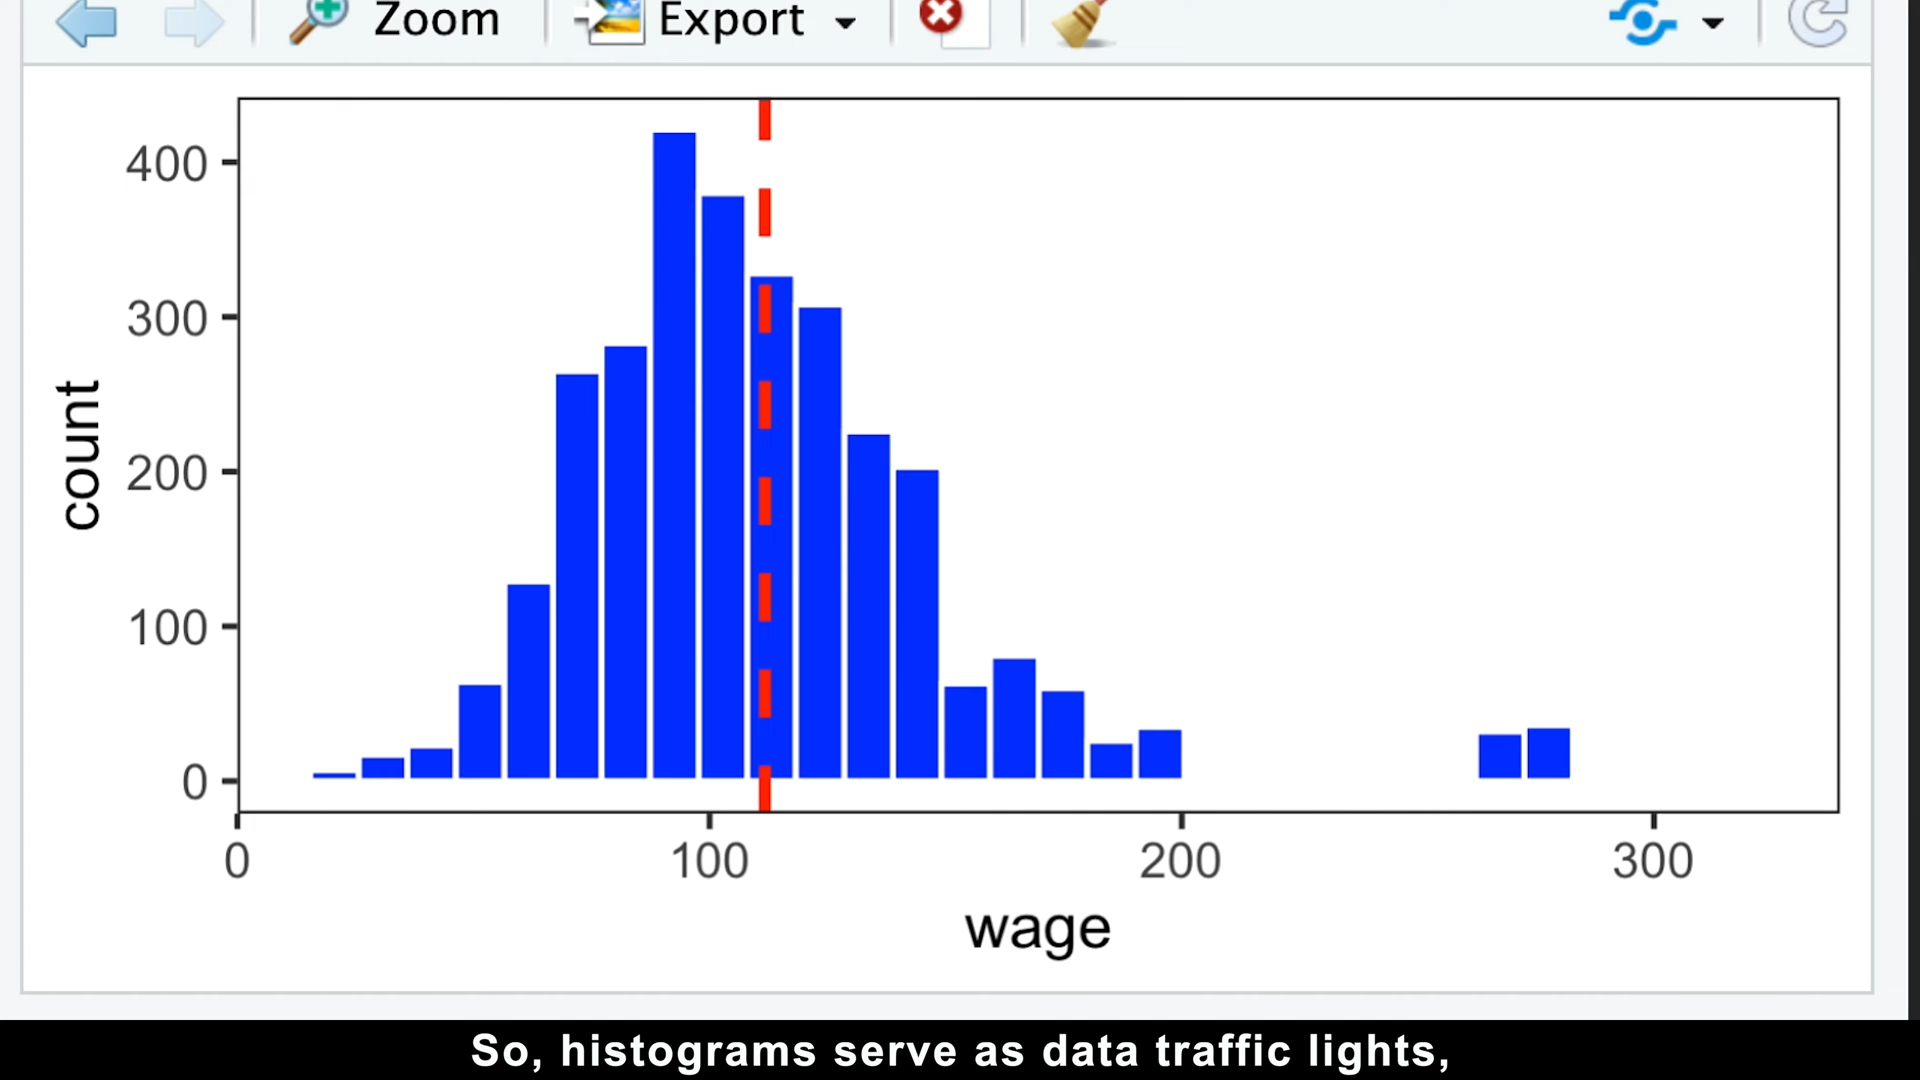 Zoom
Export
400
300
200
100
0
count
0
100
200
300
wage
So, histograms serve as data traffic lights,